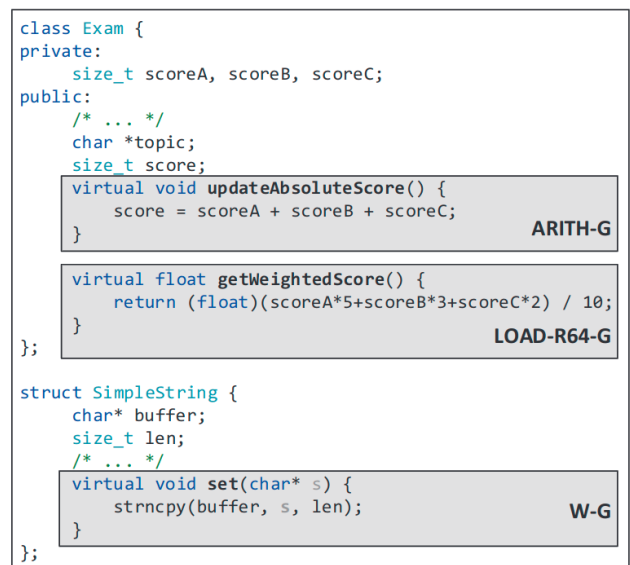 class Exam {
private:
size_t scoreA, scoreB, scoreC;
public:
/* ... */
char *topic;
size_t score;
virtual void updateAbsoluteScore() {
score = scoreA + scoreB + scoreC;
}
ARITH-G
virtual float getWeightedScore() {
return (float)(scoreA*5+scoreB*3+scoreC*2) / 10;
}
LOAD-R64-G
};
struct SimpleString {
char* buffer;
size_t len;
/* ... */
virtual void set(char* s) {
strncpy(buffer, s, len);
}
W-G
};